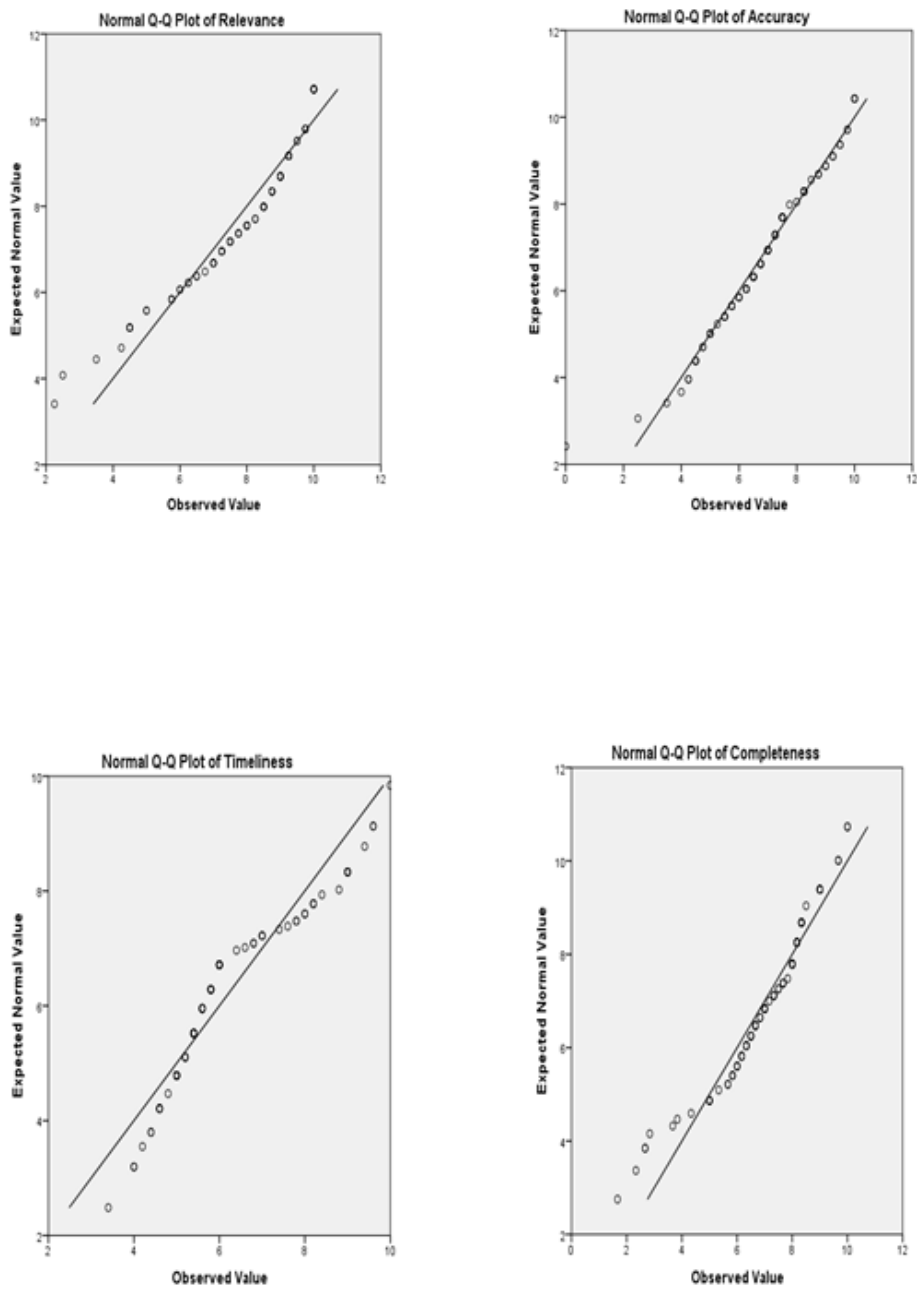 Normal Q-Q Plot of Relevance
12
10
8
6
4
2
Expected Normal Value
2 4 6 8 10 12
Observed Value
Normal Q-Q Plot of Accuracy
12
10
8
6
4
2
Expected Normal Value
0 2 4 6 8 10 12
Observed Value
Normal Q-Q Plot of Timeliness
10
8
6
4
2
Expected Normal Value
2 4 6 8 10
Observed Value
Normal Q-Q Plot of Completeness
12
10
8
6
4
2
Expected Normal Value
0 2 4 6 8 10 12
Observed Value